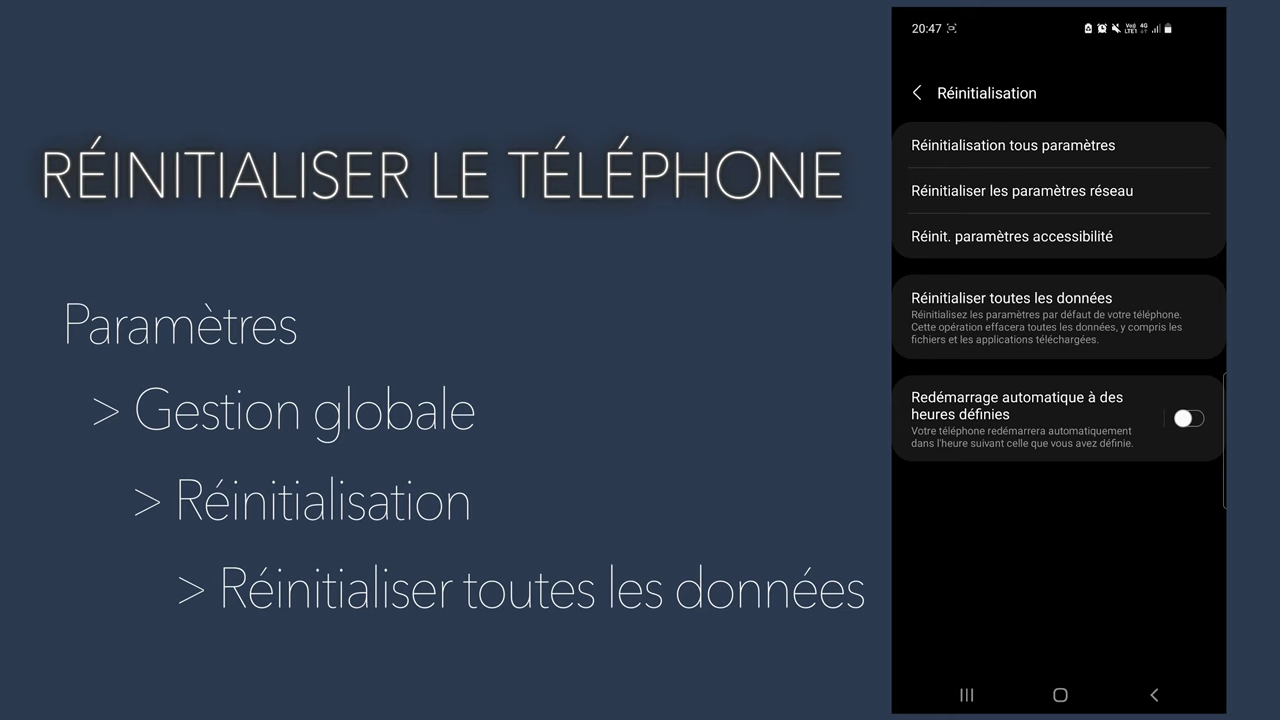 RÉINITIALISER LE TÉLÉPHONE
Paramètres
> Gestion globale
> Réinitialisation
> Réinitialiser toutes les données
20:47
Voº) 4G
LTE1
Réinitialisation
Réinitialisation tous paramètres
Réinitialiser les paramètres réseau
Réinit. paramètres accessibilité
Réinitialiser toutes les données
Réinitialisez les paramètres par défaut de votre téléphone.
Cette opération effacera toutes les données, y compris les
fichiers et les applications téléchargées.
Redémarrage automatique à des
heures définies
Votre téléphone redémarrera automatiquement
dans l'heure suivant celle que vous avez définie.